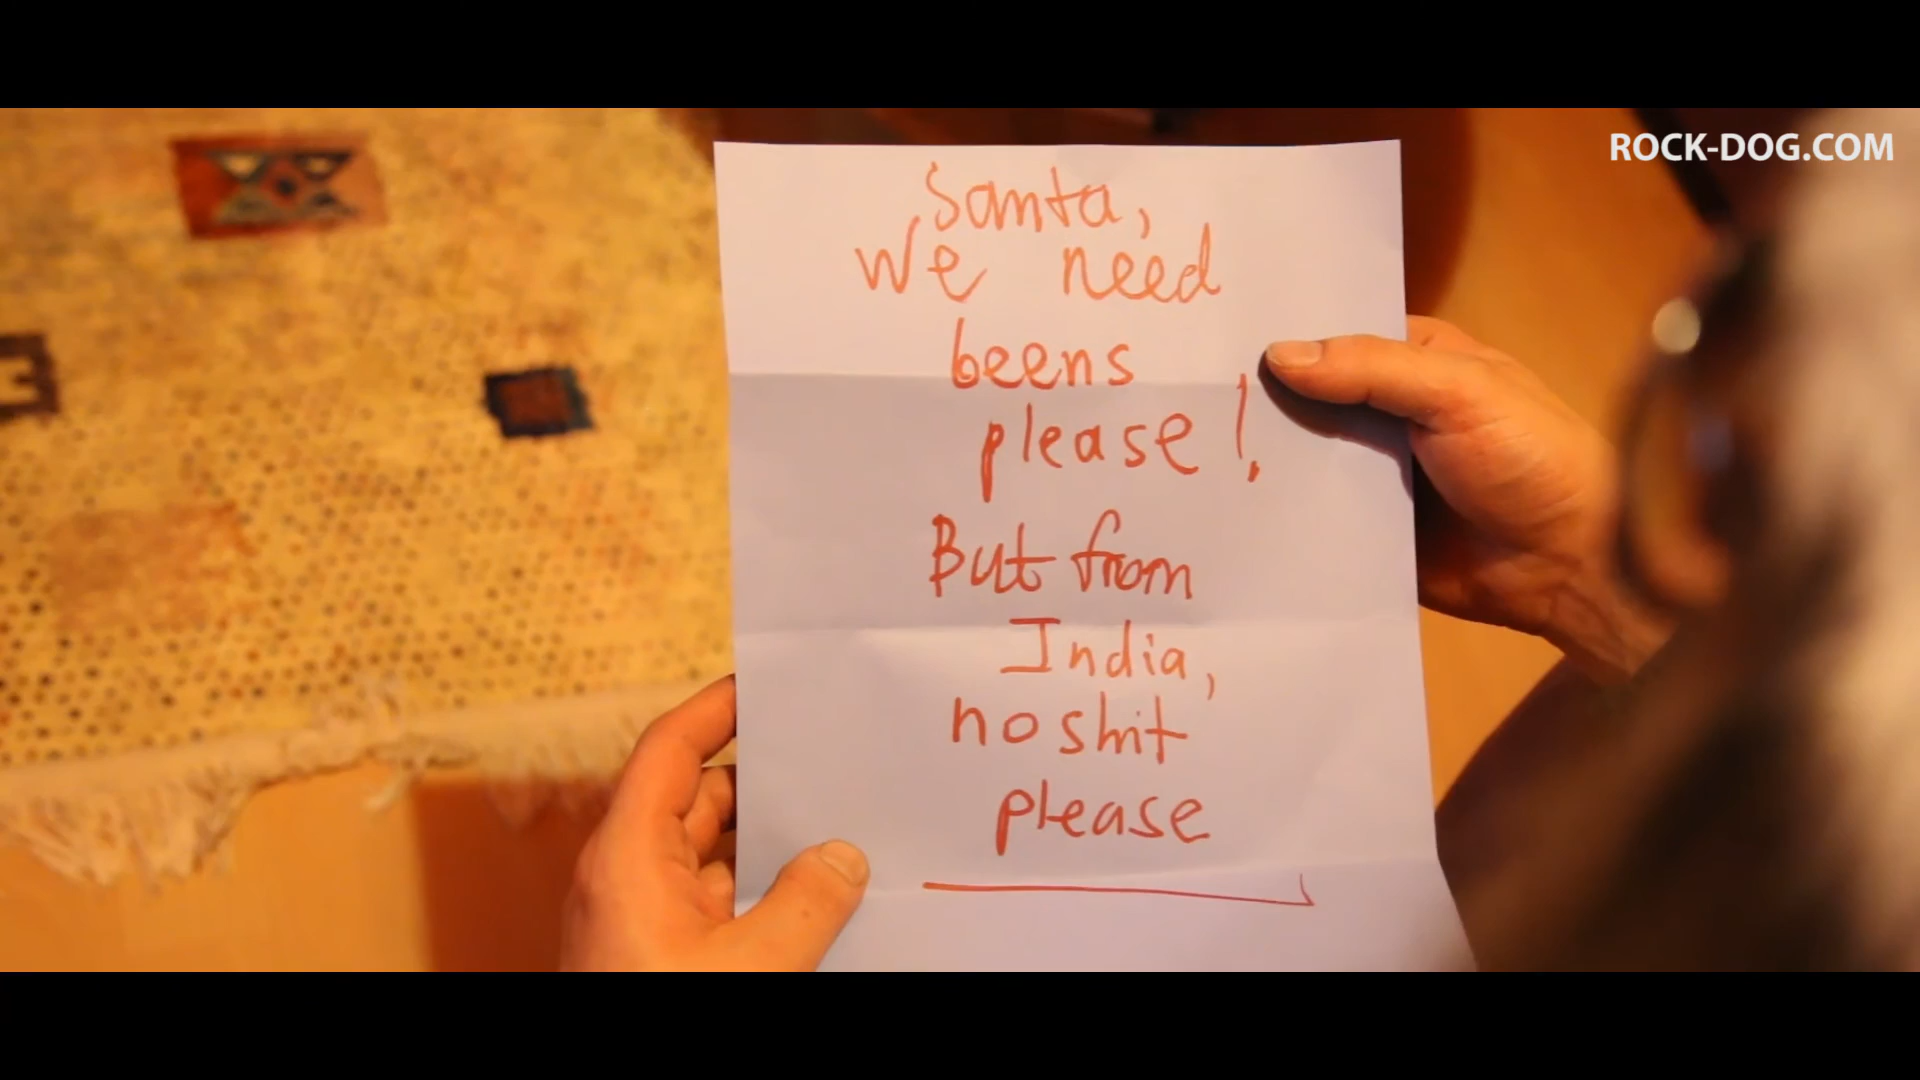 ROCK-DOG.COM
Santa,
We need
beens
please!
But from
India,
no shit
please